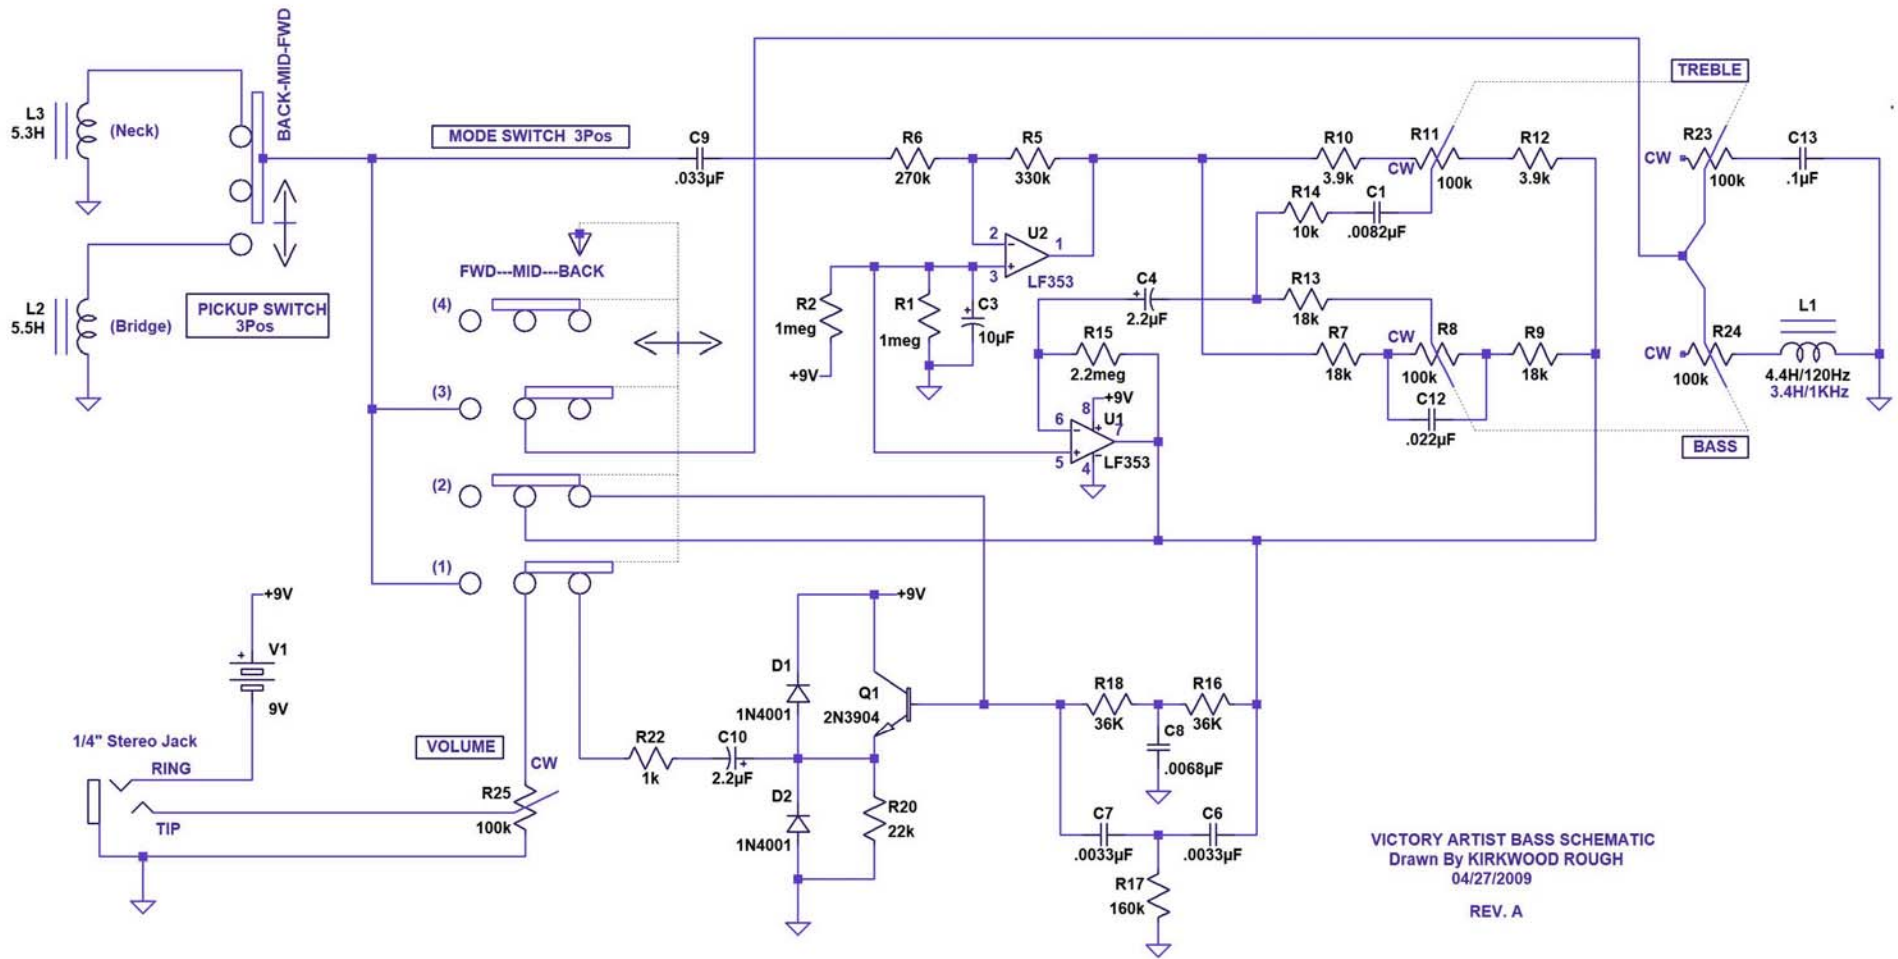 BACK-MID-FWD
L3
5.3H
(Neck)
L2
5.5H
(Bridge)
PICKUP SWITCH
3Pos
MODE SWITCH 3Pos
FWD---MID---BACK
(4)
(3)
(2)
(1)
C9
.033µF
R6
270k
R5
330k
2
3
1
U2
LF353
R2
1meg
+9V
R1
1meg
C3
10µF
C4
2.2µF
R15
2.2meg
6
5
8
+9V
U1
7
4
LF353
R10
3.9k
R11
CW
100k
R12
3.9k
R14
10k
C1
.0082µF
R13
18k
R7
18k
CW
R8
100k
R9
18k
C12
.022µF
TREBLE
R23
CW
100k
C13
.1µF
R24
CW
100k
L1
4.4H/120Hz
3.4H/1KHz
BASS
+9V
V1
9V
1/4" Stereo Jack
RING
TIP
VOLUME
CW
R25
100k
R22
1k
C10
2.2µF
D1
1N4001
D2
1N4001
+9V
Q1
2N3904
R20
22k
R18
36K
R16
36K
C8
.0068µF
C7
.0033µF
C6
.0033µF
R17
160k
VICTORY ARTIST BASS SCHEMATIC
Drawn By KIRKWOOD ROUGH
04/27/2009
REV. A